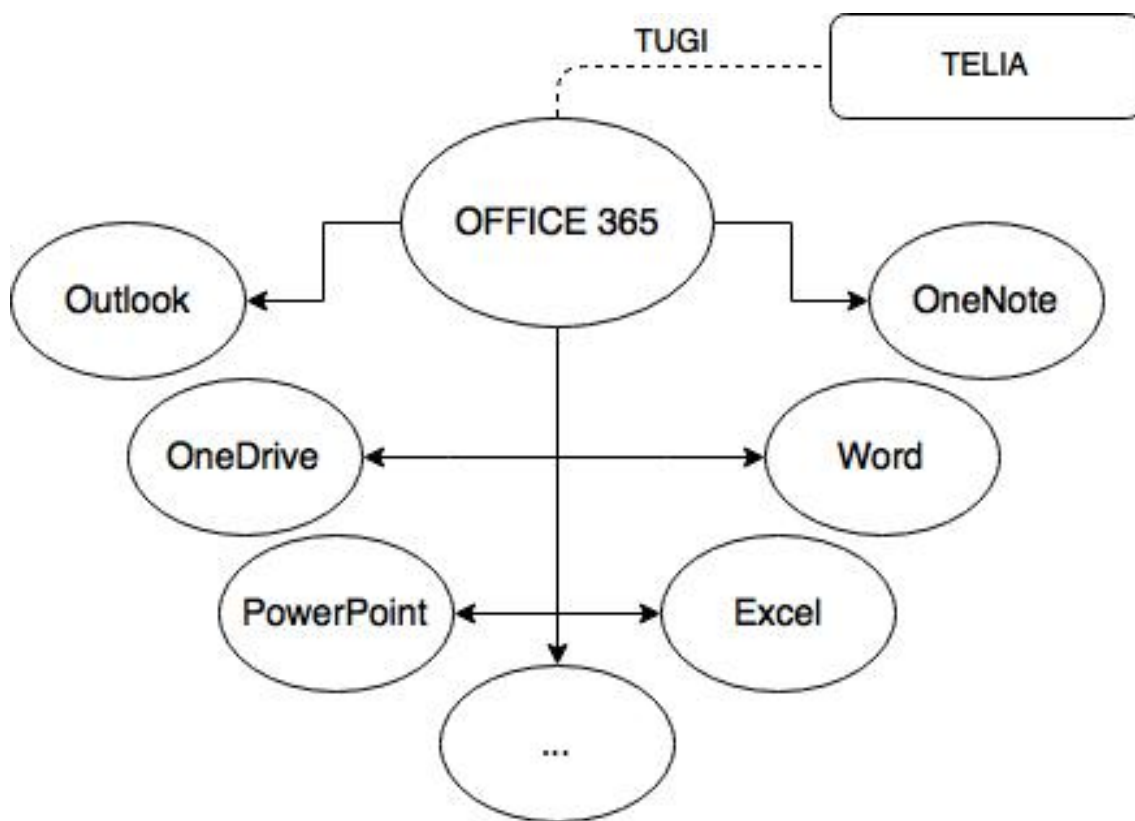 TUGI
TELIA
OFFICE 365
Outlook
OneNote
OneDrive
Word
PowerPoint
Excel
...